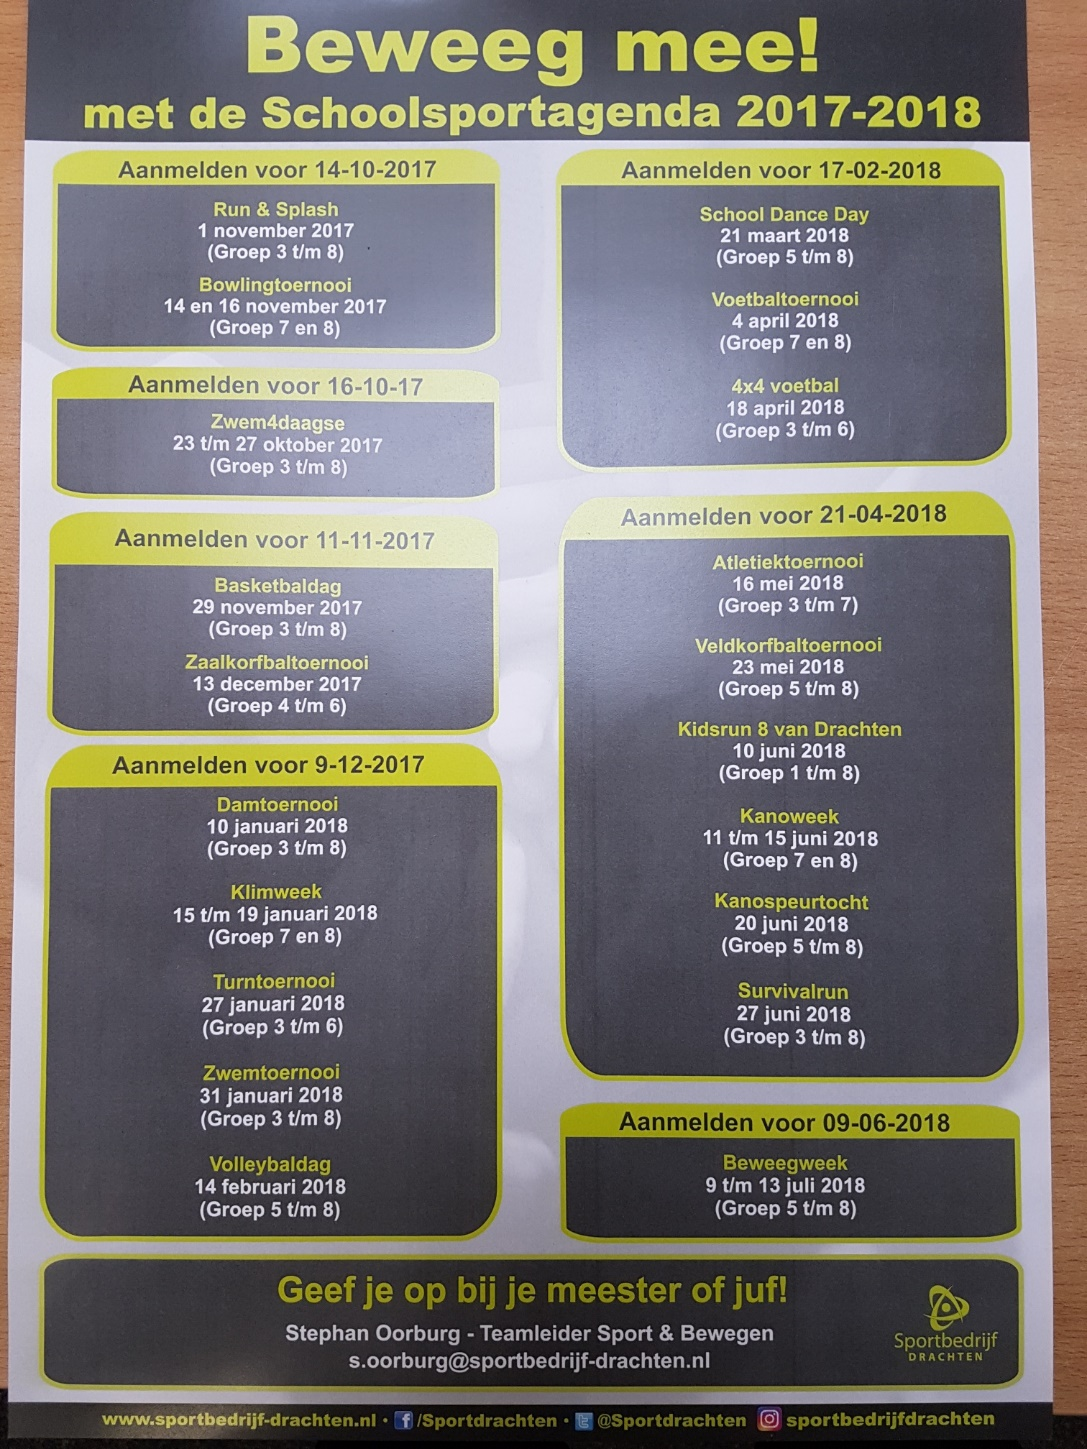 Beweeg mee!
met de Schoolsportagenda 2017-2018
Aanmelden voor 14-10-2017
Run & Splash
1 november 2017
(Groep 3 t/m 8)
Bowlingtoernooi
14 en 16 november 2017
(Groep 7 en 8)
Aanmelden voor 16-10-17
Zwem4daagse
23 t/m 27 oktober 2017
(Groep 3 t/m 8)
Aanmelden voor 11-11-2017
Basketbaldag
29 november 2017
(Groep 3 t/m 8)
Zaalkorfbaltoernooi
13 december 2017
(Groep 4 t/m 6)
Aanmelden voor 9-12-2017
Damtoernooi
10 januari 2018
(Groep 3 t/m 8)
Klimweek
15 t/m 19 januari 2018
(Groep 7 en 8)
Turntoernooi
27 januari 2018
(Groep 3 t/m 6)
Zwemtoernooi
31 januari 2018
(Groep 3 t/m 8)
Volleybaldag
14 februari 2018
(Groep 5 t/m 8)
Aanmelden voor 17-02-2018
School Dance Day
21 maart 2018
(Groep 5 t/m 8)
Voetbaltoernooi
4 april 2018
(Groep 7 en 8)
4x4 voetbal
18 april 2018
(Groep 3 t/m 6)
Aanmelden voor 21-04-2018
Atletiektoernooi
16 mei 2018
(Groep 3 t/m 7)
Veldkorfbaltoernooi
23 mei 2018
(Groep 5 t/m 8)
Kidsrun 8 van Drachten
10 juni 2018
(Groep 1 t/m 8)
Kanoweek
11 t/m 15 juni 2018
(Groep 7 en 8)
Kanospeurtocht
20 juni 2018
(Groep 5 t/m 8)
Survivalrun
27 juni 2018
(Groep 3 t/m 8)
Aanmelden voor 09-06-2018
Beweegweek
9 t/m 13 juli 2018
(Groep 5 t/m 8)
Geef je op bij je meester of juf!
Stephan Oorburg - Teamleider Sport & Bewegen
s.oorburg@sportbedrijf-drachten.nl
Sportbedrijf
DRACHTEN
www.sportbedrijf-drachten.nl • f /Sportdrachten • @Sportdrachten sportbedrijfdrachten